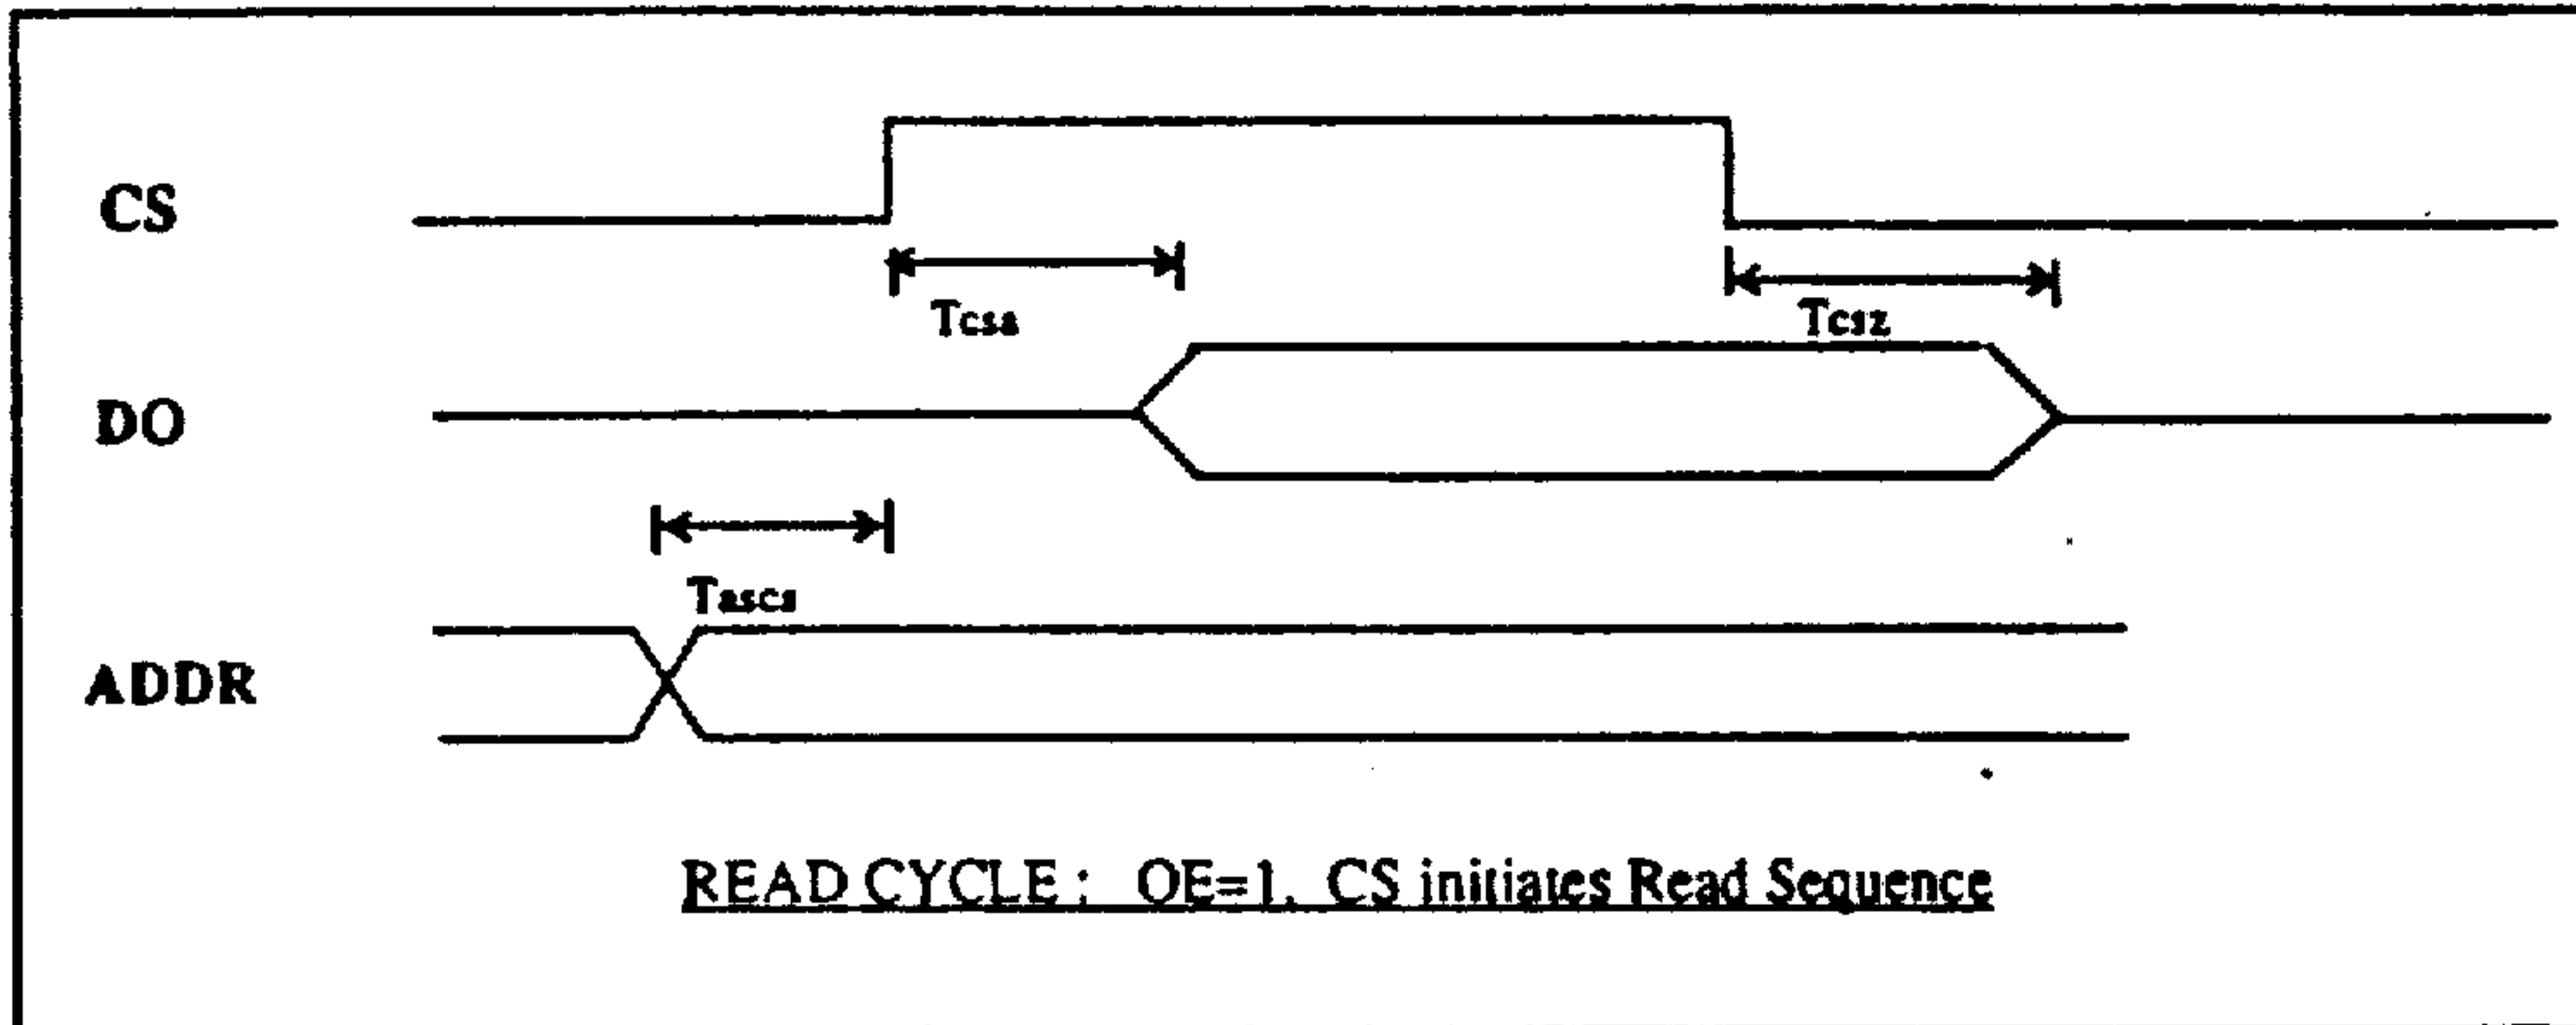 CS
Tcsa
Tcsz
DO
Tascs
ADDR
READ CYCLE : OE=1, CS initiates Read Sequence